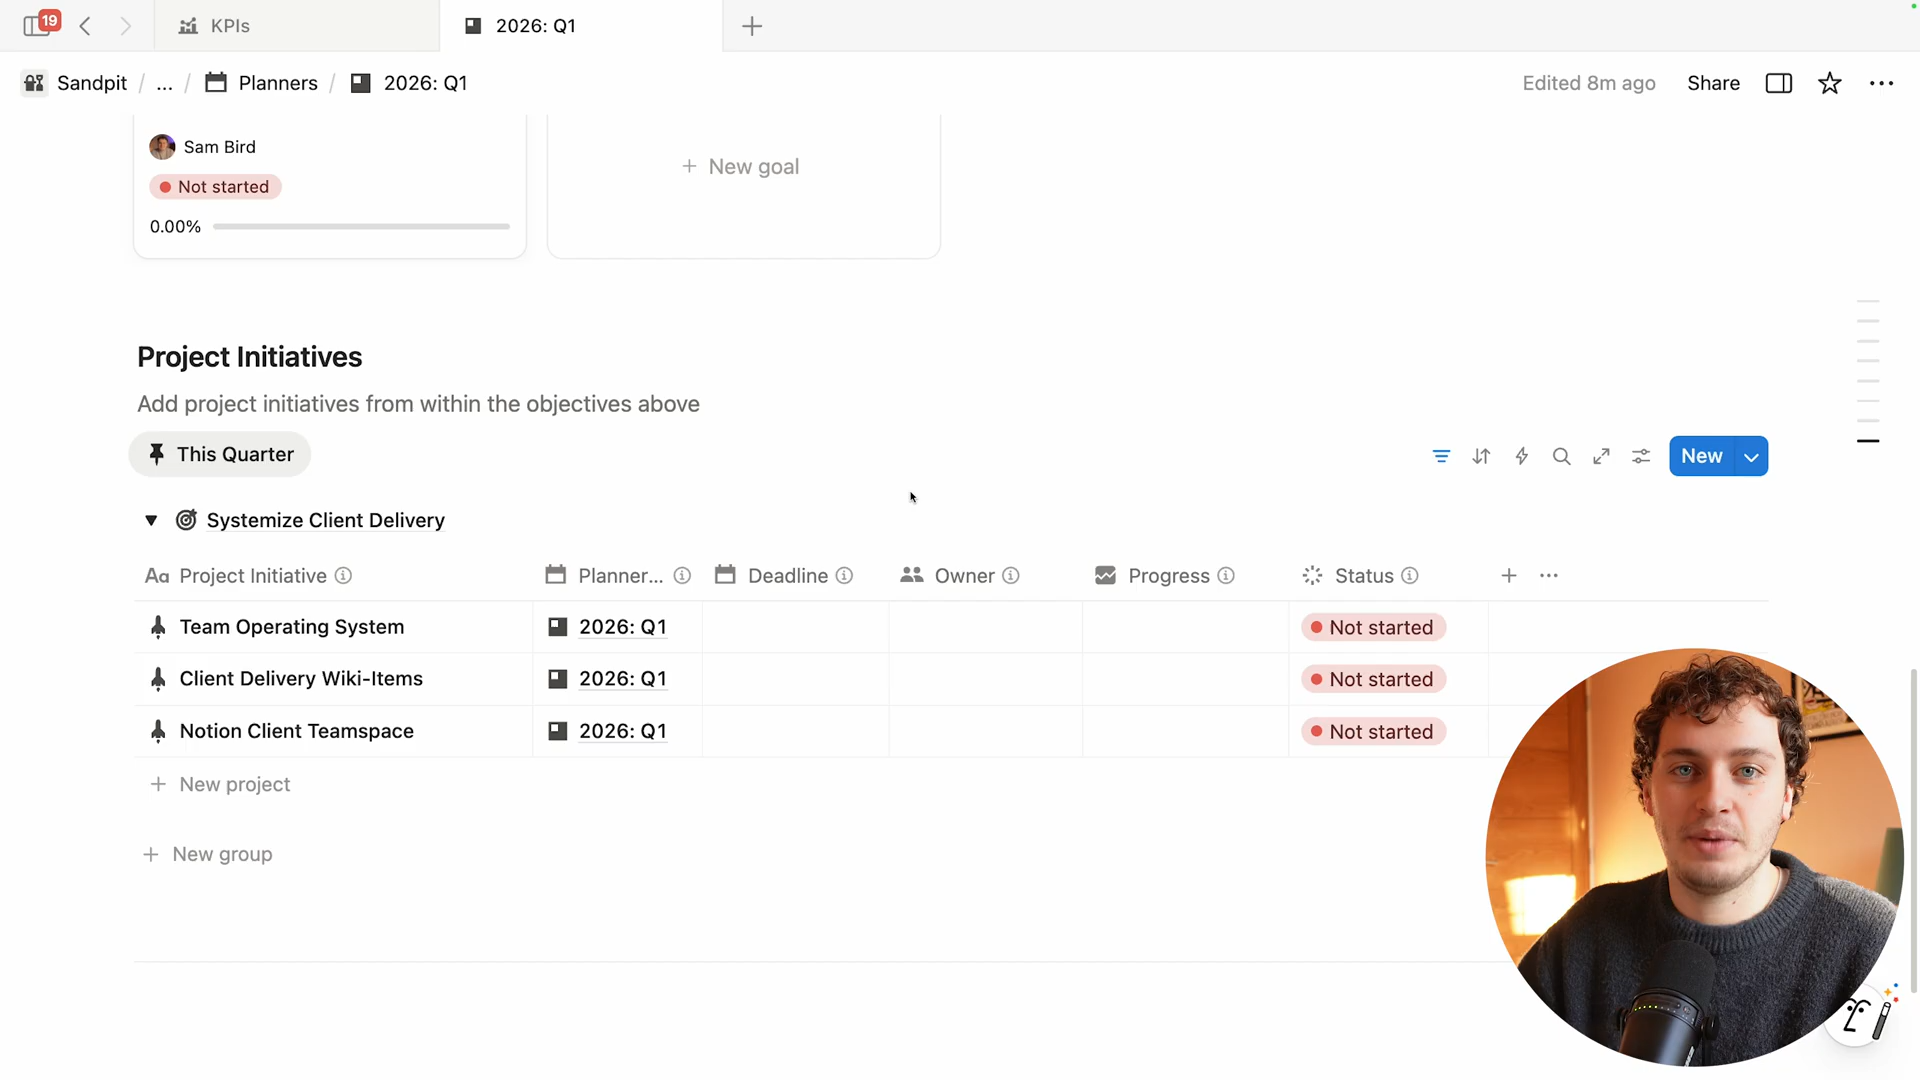 19
KPIs
2026: Q1
Sandpit / ... / Planners / 2026: Q1
Edited 8m ago
Share
Sam Bird
Not started
0.00%
+ New goal
Project Initiatives
Add project initiatives from within the objectives above
This Quarter
New
Systemize Client Delivery
Aa Project Initiative
Planner...
Deadline
Owner
Progress
Status
Team Operating System
2026: Q1
Not started
Client Delivery Wiki-Items
2026: Q1
Not started
Notion Client Teamspace
2026: Q1
Not started
+ New project
+ New group